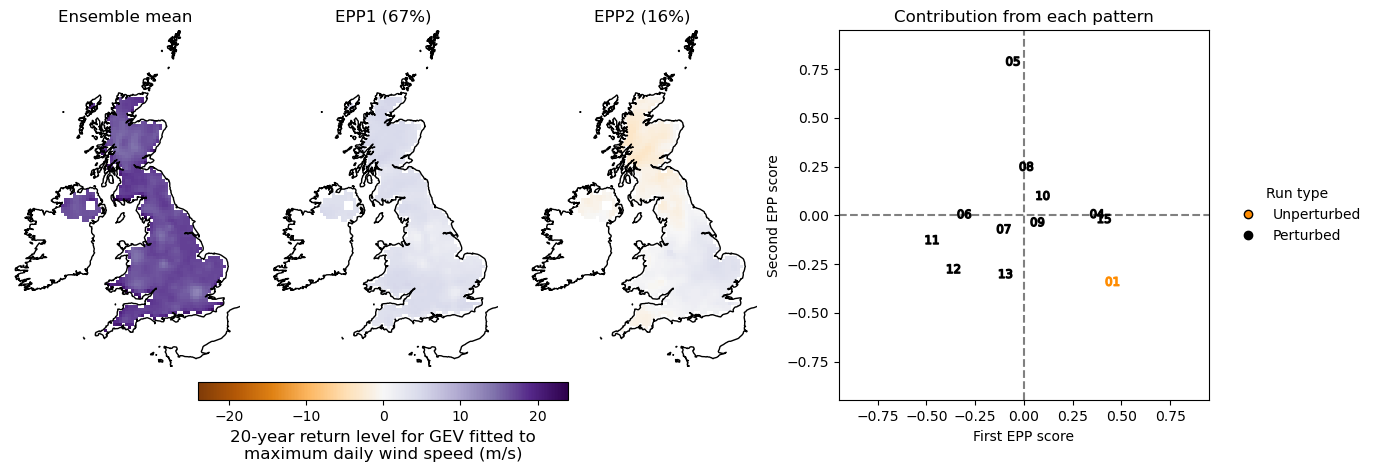 Ensemble mean
EPP1 (67%)
EPP2 (16%)
Contribution from each pattern
−20
−10
0
10
20
20-year return level for GEV fitted to
maximum daily wind speed (m/s)
Second EPP score
0.75
0.50
0.25
0.00
−0.25
−0.50
−0.75
05
08
10
06
04
15
09
07
11
12
13
01
−0.75
−0.50
−0.25
0.00
0.25
0.50
0.75
First EPP score
Run type
Unperturbed
Perturbed